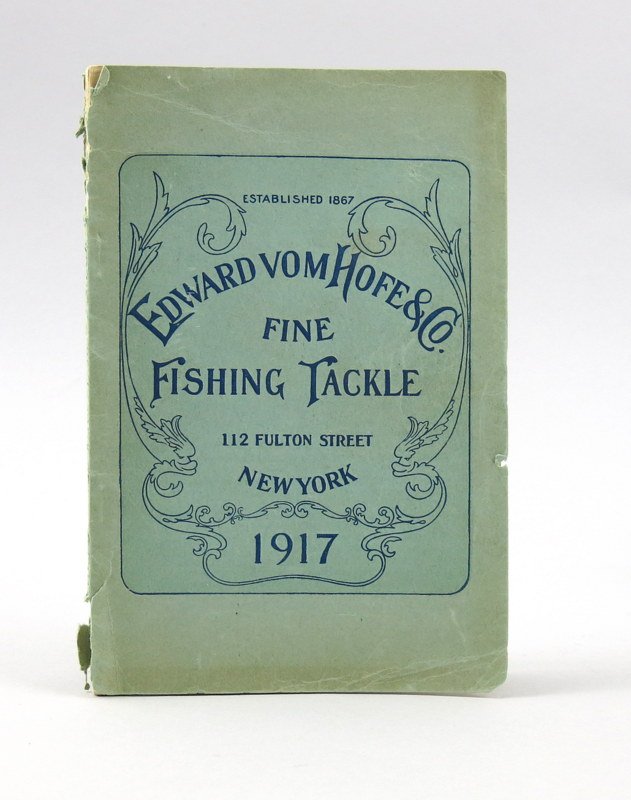 ESTABLISHED 1867
EDWARD VOM HOFE & CO.
FINE
FISHING TACKLE
112 FULTON STREET
NEW YORK
1917